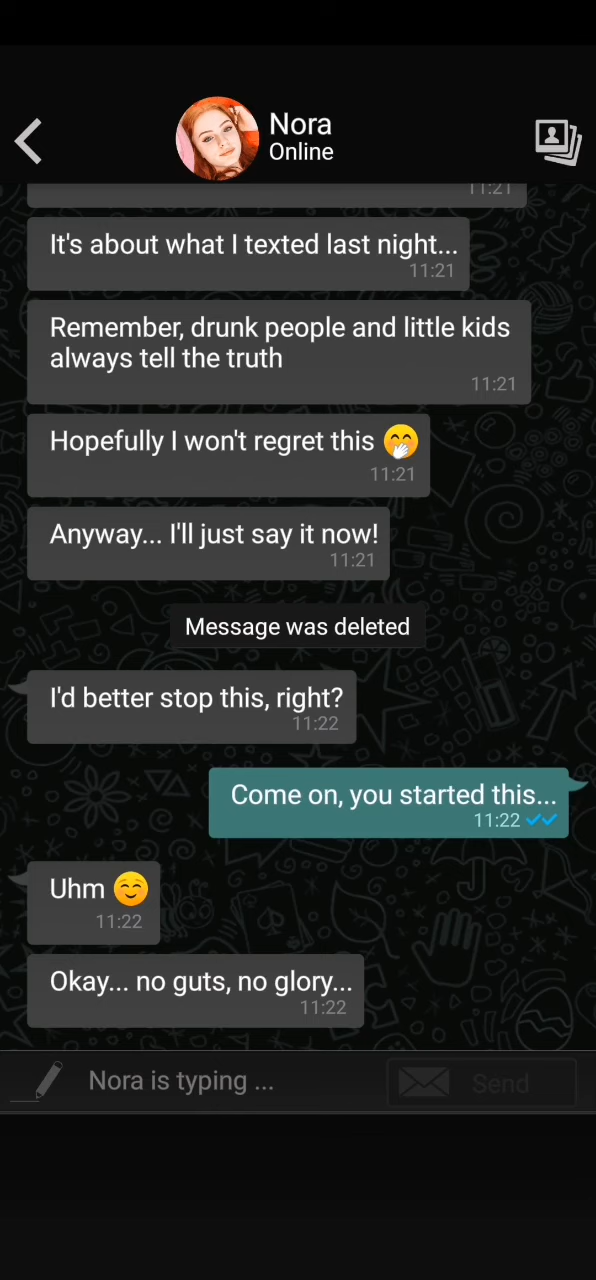 Nora
Online
11:21
It's about what I texted last night...
11:21
Remember, drunk people and little kids
always tell the truth
11:21
Hopefully I won't regret this 🤭
11:21
Anyway... I'll just say it now!
11:21
Message was deleted
I'd better stop this, right?
11:22
Come on, you started this...
11:22
Uhm ☺️
11:22
Okay... no guts, no glory...
11:22
Nora is typing ...
Send